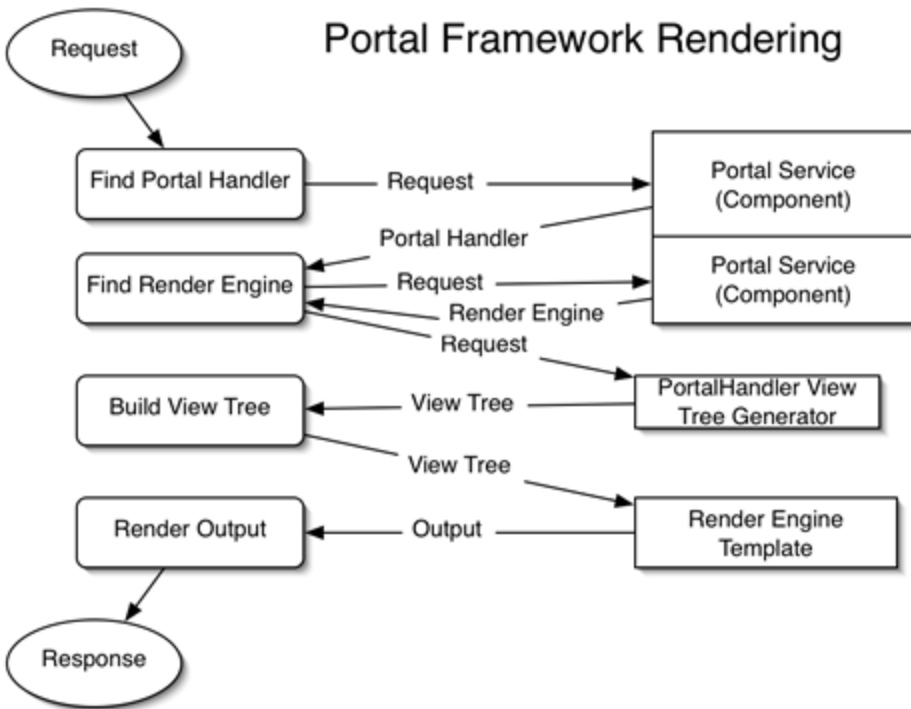 Request
Portal Framework Rendering
Find Portal Handler
Request
Portal Service
(Component)
Portal Handler
Find Render Engine
Request
Portal Service
(Component)
Render Engine
Request
Build View Tree
View Tree
PortalHandler View
Tree Generator
View Tree
Render Output
Output
Render Engine
Template
Response